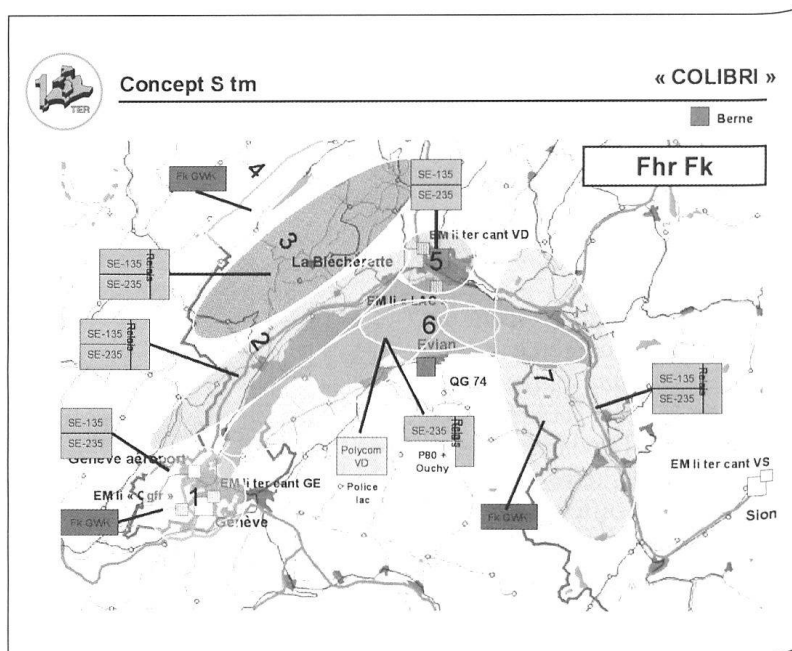 TER
Concept S tm
« COLIBRI »
Berne
Fhr Fk
Fk GWK
4
SE-135
SE-235
EM li ter cant VD
3
La Blécherette
5
SE-135
SE-235
Relais
EM li « LAC »
6
Evian
SE-135
SE-235
Relais
2
QG 74
7
SE-135
SE-235
Relais
SE-135
SE-235
Polycom
VD
SE-235
Relais
P80 +
Ouchy
Police
lac
Genève aéroport
EM li ter cant GE
EM li ter cant VS
1
Fk GWK
Genève
Fk GWK
Sion